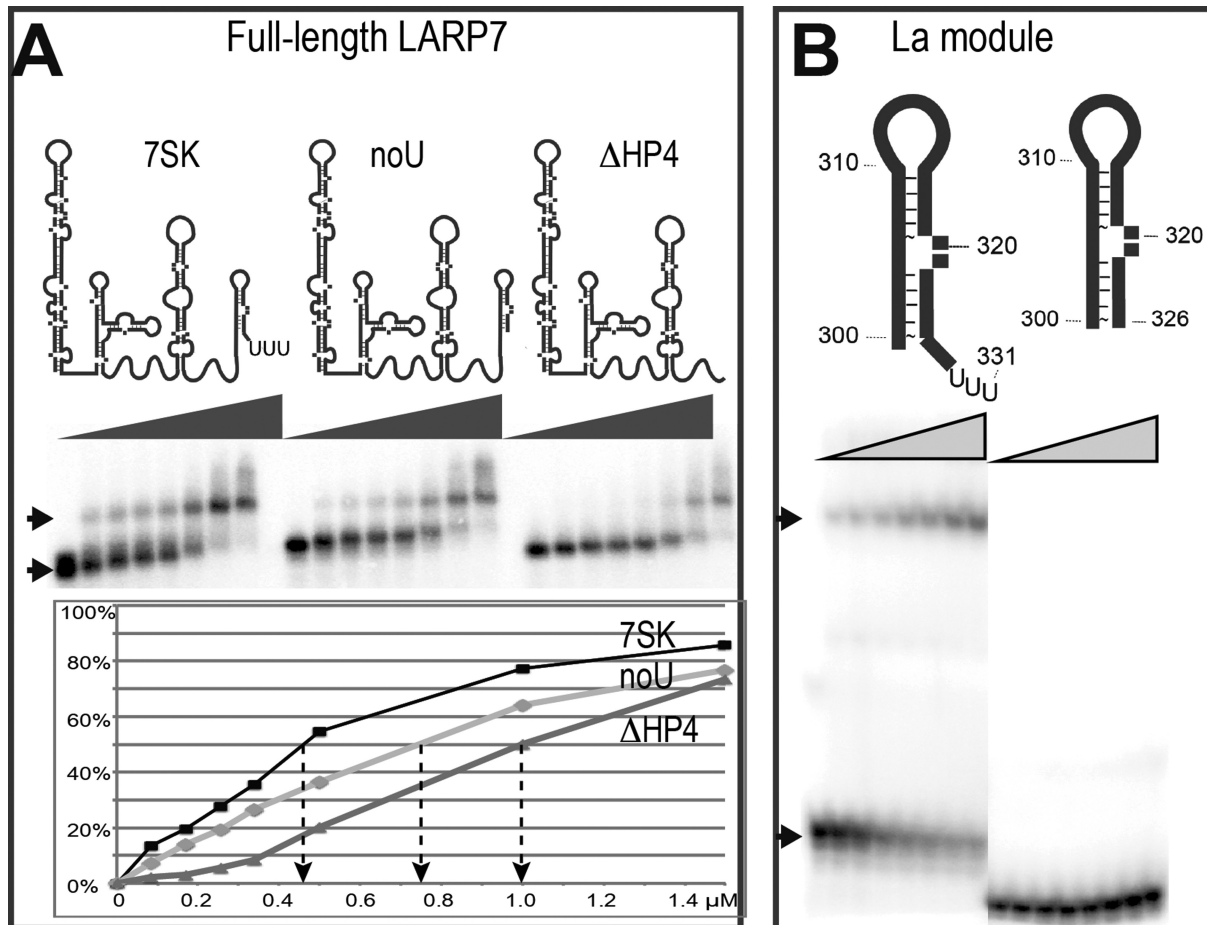 A
Full-length LARP7
7SK
noU
ΔHP4
UUU
100%
80%
60%
40%
20%
0%
7SK
noU
ΔHP4
0
0.2
0.4
0.6
0.8
1.0
1.2
1.4 μM
B
La module
310
320
300
331
UUU
310
320
300
326